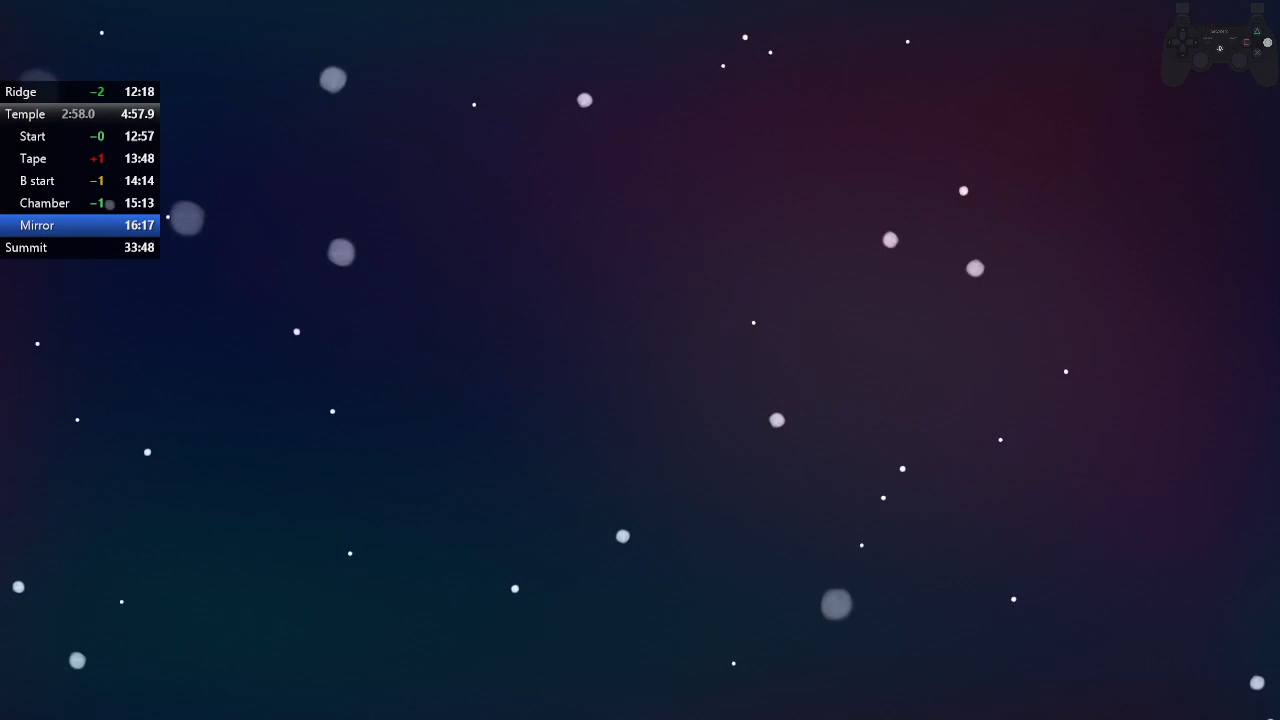 Ridge −2 12:18
Temple 2:58.0 4:57.9
Start −0 12:57
Tape +1 13:48
B start −1 14:14
Chamber −1 15:13
Mirror 16:17
Summit 33:48